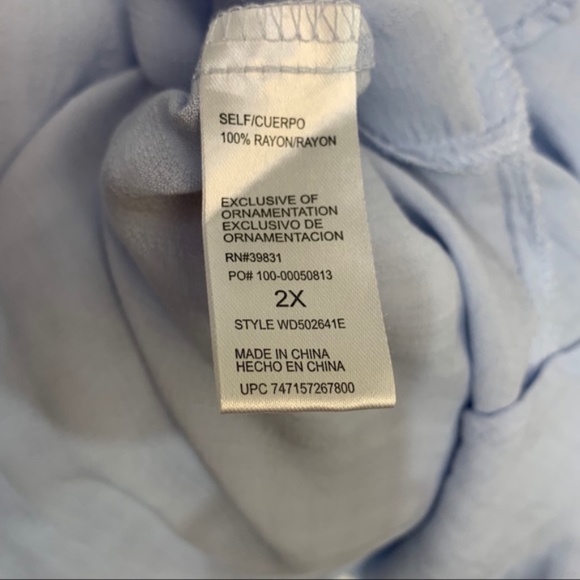 SELF/CUERPO
100% RAYON/RAYON
EXCLUSIVE OF
ORNAMENTATION
EXCLUSIVO DE
ORNAMENTACION
RN#39831
PO# 100-00050813
2X
STYLE WD502641E
MADE IN CHINA
HECHO EN CHINA
UPC 747157267800